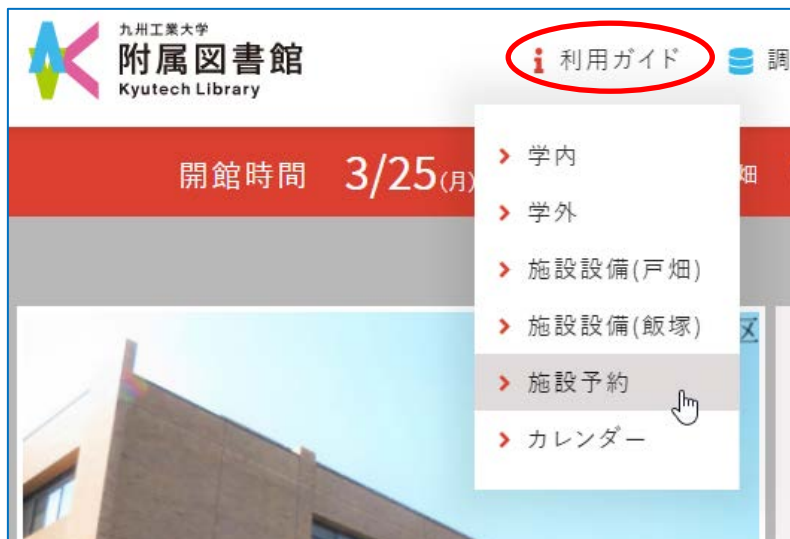 九州工業大学
附属図書館
Kyutech Library
利用ガイド
調
開館時間 3/25(月)
畑
学内
学外
施設設備(戸畑)
施設設備(飯塚)
施設予約
カレンダー